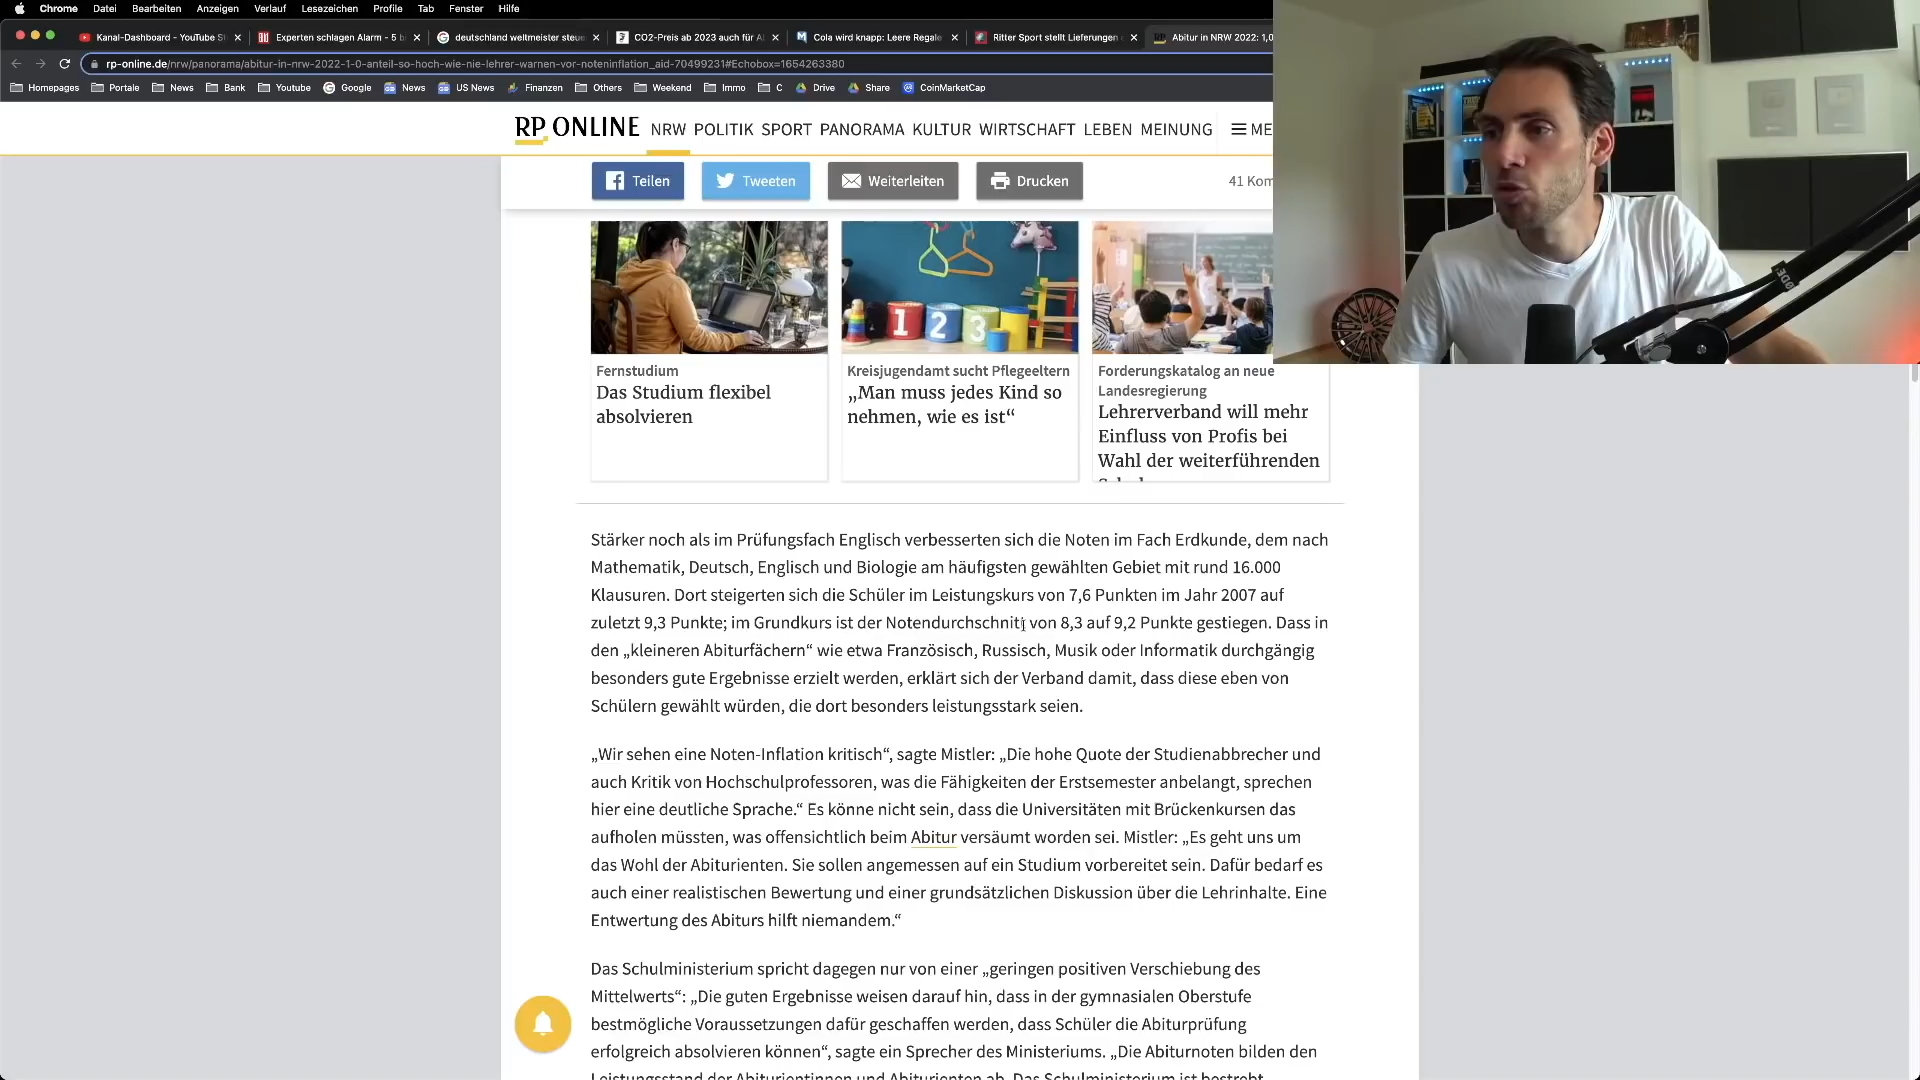 Chrome Datei Bearbeiten Anzeigen Verlauf Lesezeichen Profile Tab Fenster Hilfe
Kanal-Dashboard - YouTube S Experten schlagen Alarm - 5 deutschland weltmeister steue CO2-Preis ab 2023 auch für Cola wird knapp: Leere Regale Ritter Sport stellt Lieferungen Abitur in NRW 2022: 1,0
rp-online.de/nrw/panorama/abitur-in-nrw-2022-1-0-anteil-so-hoch-wie-nie-lehrer-warnen-vor-noteninflation_aid-70499231#Echobox=1654263380
Homepages Portale News Bank Youtube Google News US News Finanzen Others Weekend Immo C Drive Share CoinMarketCap
RP ONLINE NRW POLITIK SPORT PANORAMA KULTUR WIRTSCHAFT LEBEN MEINUNG ME
Teilen Tweeten Weiterleiten Drucken 41 Kom
1 2 3
Fernstudium
Das Studium flexibel
absolvieren
Kreisjugendamt sucht Pflegeeltern
„Man muss jedes Kind so
nehmen, wie es ist“
Forderungskatalog an neue
Landesregierung
Lehrerverband will mehr
Einfluss von Profis bei
Wahl der weiterführenden
Stärker noch als im Prüfungsfach Englisch verbesserten sich die Noten im Fach Erdkunde, dem nach
Mathematik, Deutsch, Englisch und Biologie am häufigsten gewählten Gebiet mit rund 16.000
Klausuren. Dort steigerten sich die Schüler im Leistungskurs von 7,6 Punkten im Jahr 2007 auf
zuletzt 9,3 Punkte; im Grundkurs ist der Notendurchschnitt von 8,3 auf 9,2 Punkte gestiegen. Dass in
den „kleineren Abiturfächern“ wie etwa Französisch, Russisch, Musik oder Informatik durchgängig
besonders gute Ergebnisse erzielt werden, erklärt sich der Verband damit, dass diese eben von
Schülern gewählt würden, die dort besonders leistungsstark seien.
„Wir sehen eine Noten-Inflation kritisch“, sagte Mistler: „Die hohe Quote der Studienabbrecher und
auch Kritik von Hochschulprofessoren, was die Fähigkeiten der Erstsemester anbelangt, sprechen
hier eine deutliche Sprache.“ Es könne nicht sein, dass die Universitäten mit Brückenkursen das
aufholen müssten, was offensichtlich beim Abitur versäumt worden sei. Mistler: „Es geht uns um
das Wohl der Abiturienten. Sie sollen angemessen auf ein Studium vorbereitet sein. Dafür bedarf es
auch einer realistischen Bewertung und einer grundsätzlichen Diskussion über die Lehrinhalte. Eine
Entwertung des Abiturs hilft niemandem.“
Das Schulministerium spricht dagegen nur von einer „geringen positiven Verschiebung des
Mittelwerts“: „Die guten Ergebnisse weisen darauf hin, dass in der gymnasialen Oberstufe
bestmögliche Voraussetzungen dafür geschaffen werden, dass Schüler die Abiturprüfung
erfolgreich absolvieren können“, sagte ein Sprecher des Ministeriums. „Die Abiturnoten bilden den
Leistungsstand der Abiturientinnen und Abiturienten ab. Das Schulministerium ist bestrebt,